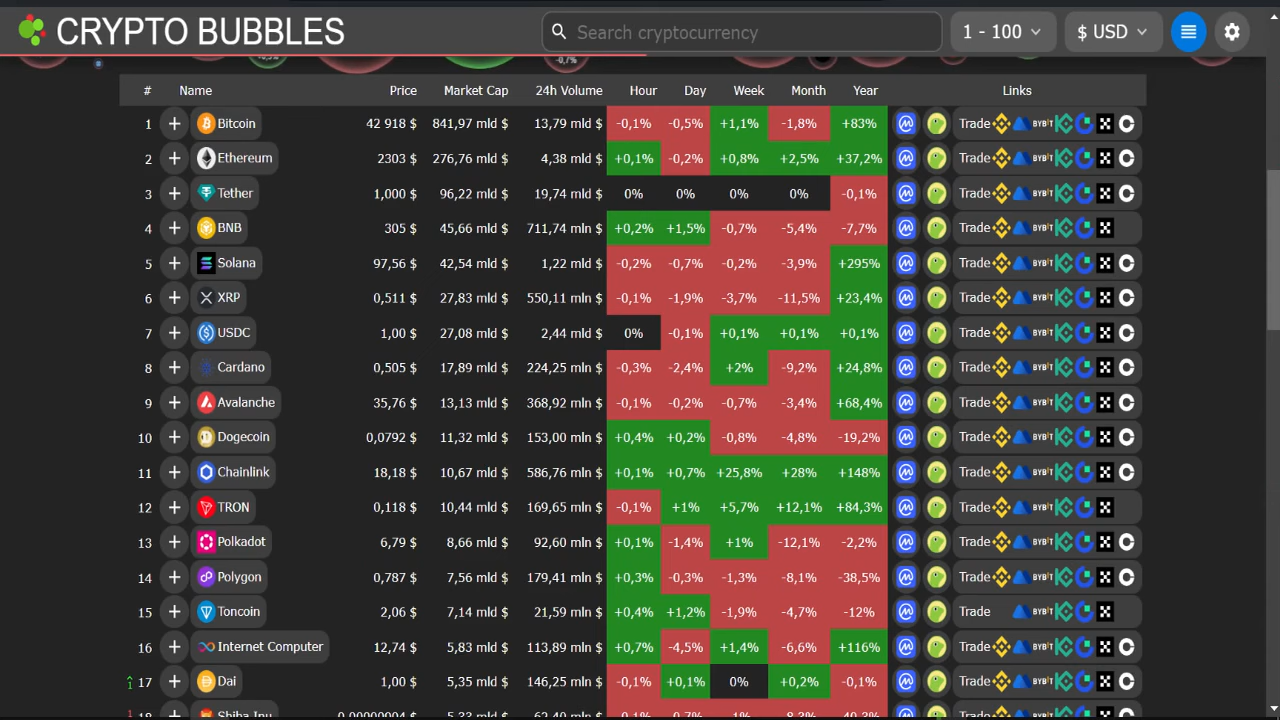 CRYPTO BUBBLES Search cryptocurrency 1 - 100 $ USD
# Name Price Market Cap 24h Volume Hour Day Week Month Year Links
1 + Bitcoin 42 918 $ 841,97 mld $ 13,79 mld $ -0,1% -0,5% +1,1% -1,8% +83% Trade BYBIT
2 + Ethereum 2303 $ 276,76 mld $ 4,38 mld $ +0,1% -0,2% +0,8% +2,5% +37,2% Trade BYBIT
3 + Tether 1,000 $ 96,22 mld $ 19,74 mld $ 0% 0% 0% 0% -0,1% Trade BYBIT
4 + BNB 305 $ 45,66 mld $ 711,74 mln $ +0,2% +1,5% -0,7% -5,4% -7,7% Trade BYBIT
5 + Solana 97,56 $ 42,54 mld $ 1,22 mld $ -0,2% -0,7% -0,2% -3,9% +295% Trade BYBIT
6 + XRP 0,511 $ 27,83 mld $ 550,11 mln $ -0,1% -1,9% -3,7% -11,5% +23,4% Trade BYBIT
7 + USDC 1,00 $ 27,08 mld $ 2,44 mld $ 0% -0,1% +0,1% +0,1% +0,1% Trade BYBIT
8 + Cardano 0,505 $ 17,89 mld $ 224,25 mln $ -0,3% -2,4% +2% -9,2% +24,8% Trade BYBIT
9 + Avalanche 35,76 $ 13,13 mld $ 368,92 mln $ -0,1% -0,2% -0,7% -3,4% +68,4% Trade BYBIT
10 + Dogecoin 0,0792 $ 11,32 mld $ 153,00 mln $ +0,4% +0,2% -0,8% -4,8% -19,2% Trade BYBIT
11 + Chainlink 18,18 $ 10,67 mld $ 586,76 mln $ +0,1% +0,7% +25,8% +28% +148% Trade BYBIT
12 + TRON 0,118 $ 10,44 mld $ 169,65 mln $ -0,1% +1% +5,7% +12,1% +84,3% Trade BYBIT
13 + Polkadot 6,79 $ 8,66 mld $ 92,60 mln $ +0,1% -1,4% +1% -12,1% -2,2% Trade BYBIT
14 + Polygon 0,787 $ 7,56 mld $ 179,41 mln $ +0,3% -0,3% -1,3% -8,1% -38,5% Trade BYBIT
15 + Toncoin 2,06 $ 7,14 mld $ 21,59 mln $ +0,4% +1,2% -1,9% -4,7% -12% Trade BYBIT
16 + Internet Computer 12,74 $ 5,83 mld $ 113,89 mln $ +0,7% -4,5% +1,4% -6,6% +116% Trade BYBIT
1 17 + Dai 1,00 $ 5,35 mld $ 146,25 mln $ -0,1% +0,1% 0% +0,2% -0,1% Trade BYBIT